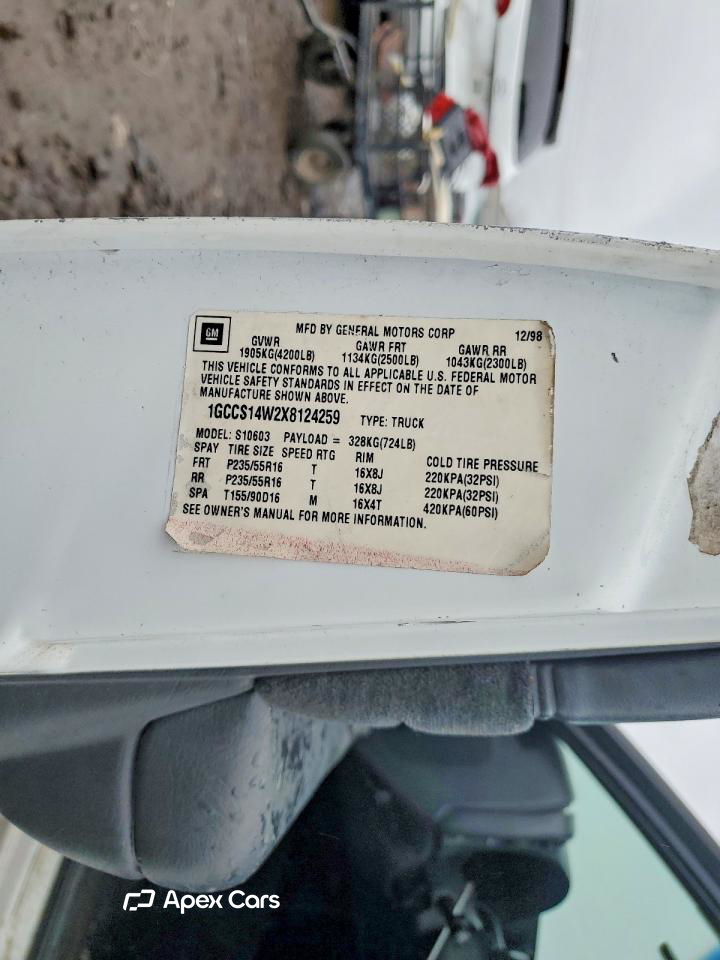 GM
MFD BY GENERAL MOTORS CORP 12/98
GVWR GAWR FRT GAWR RR
1905KG(4200LB) 1134KG(2500LB) 1043KG(2300LB)
THIS VEHICLE CONFORMS TO ALL APPLICABLE U.S. FEDERAL MOTOR
VEHICLE SAFETY STANDARDS IN EFFECT ON THE DATE OF
MANUFACTURE SHOWN ABOVE.
1GCCS14W2X8124259 TYPE: TRUCK
MODEL: S10603 PAYLOAD = 328KG(724LB)
SPAY TIRE SIZE SPEED RTG RIM COLD TIRE PRESSURE
FRT P235/55R16 T 16X8J 220KPA(32PSI)
RR P235/55R16 T 16X8J 220KPA(32PSI)
SPA T155/90D16 M 16X4T 420KPA(60PSI)
SEE OWNER'S MANUAL FOR MORE INFORMATION.
Apex Cars